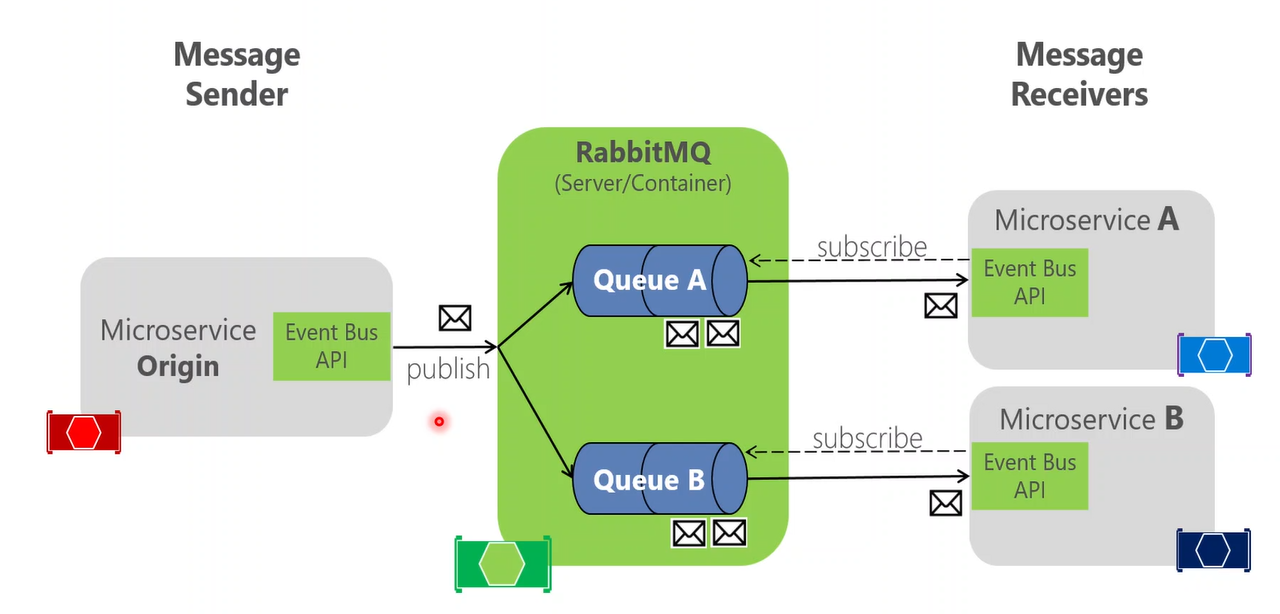 Message
Sender
Message
Receivers
RabbitMQ
(Server/Container)
Microservice A
subscribe
Queue A
Event Bus
API
Microservice
Origin
Event Bus
API
publish
Microservice B
subscribe
Queue B
Event Bus
API